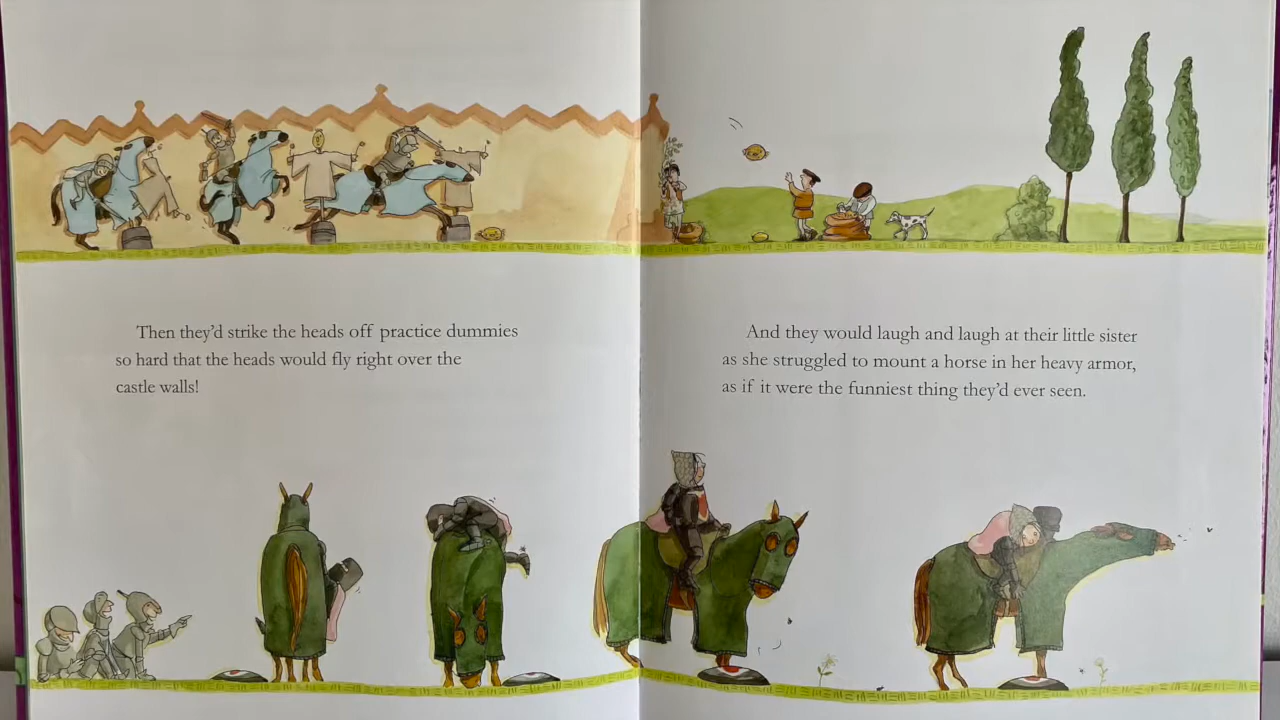 Then they'd strike the heads off practice dummies
so hard that the heads would fly right over the
castle walls!
And they would laugh and laugh at their little sister
as she struggled to mount a horse in her heavy armor,
as if it were the funniest thing they'd ever seen.